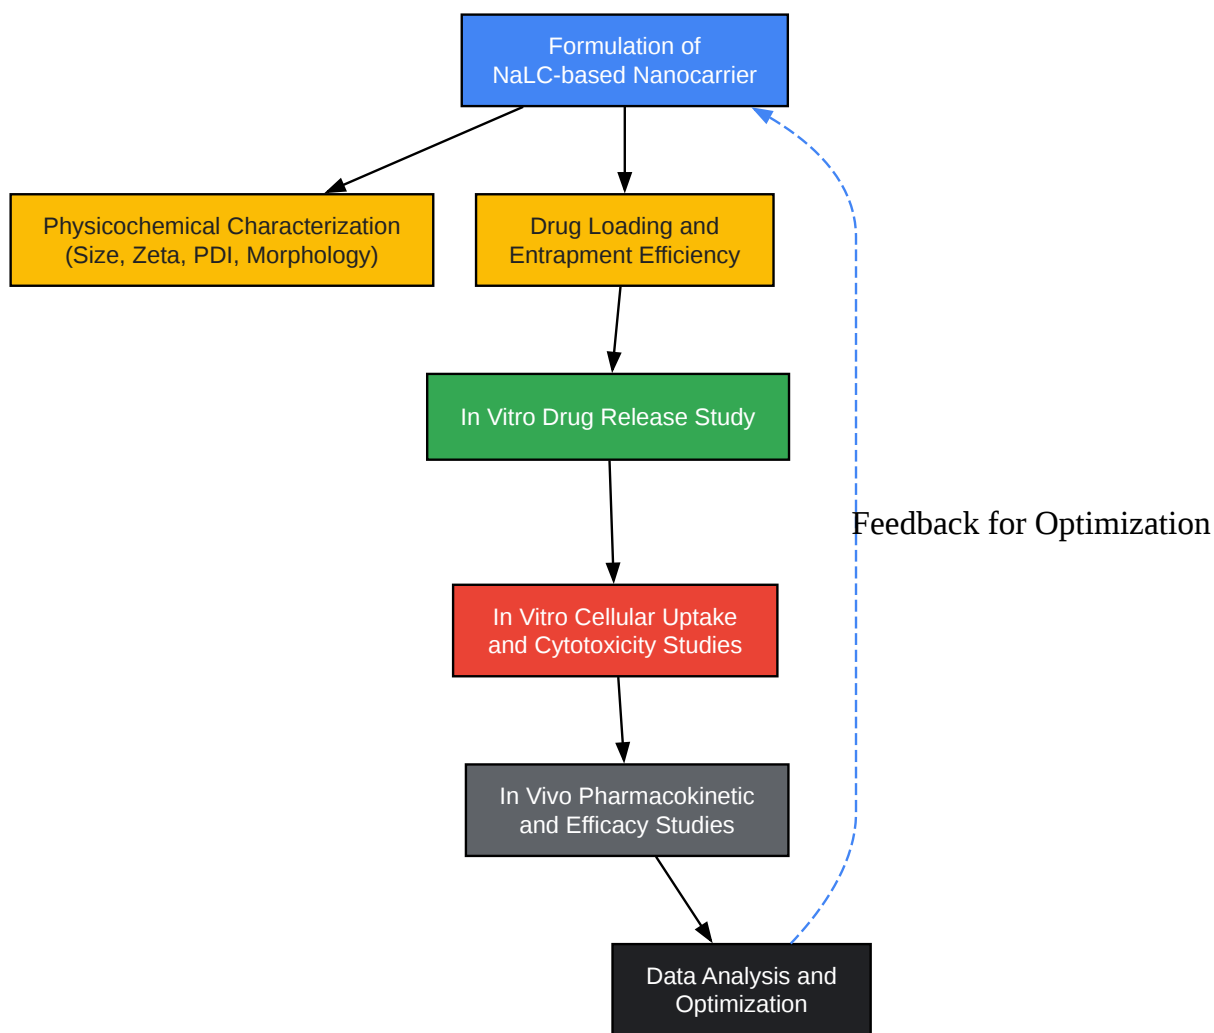 Formulation of
NaLC-based Nanocarrier
Physicochemical Characterization
(Size, Zeta, PDI, Morphology)
Drug Loading and
Entrapment Efficiency
In Vitro Drug Release Study
Feedback for Optimization
In Vitro Cellular Uptake
and Cytotoxicity Studies
In Vivo Pharmacokinetic
and Efficacy Studies
Data Analysis and
Optimization